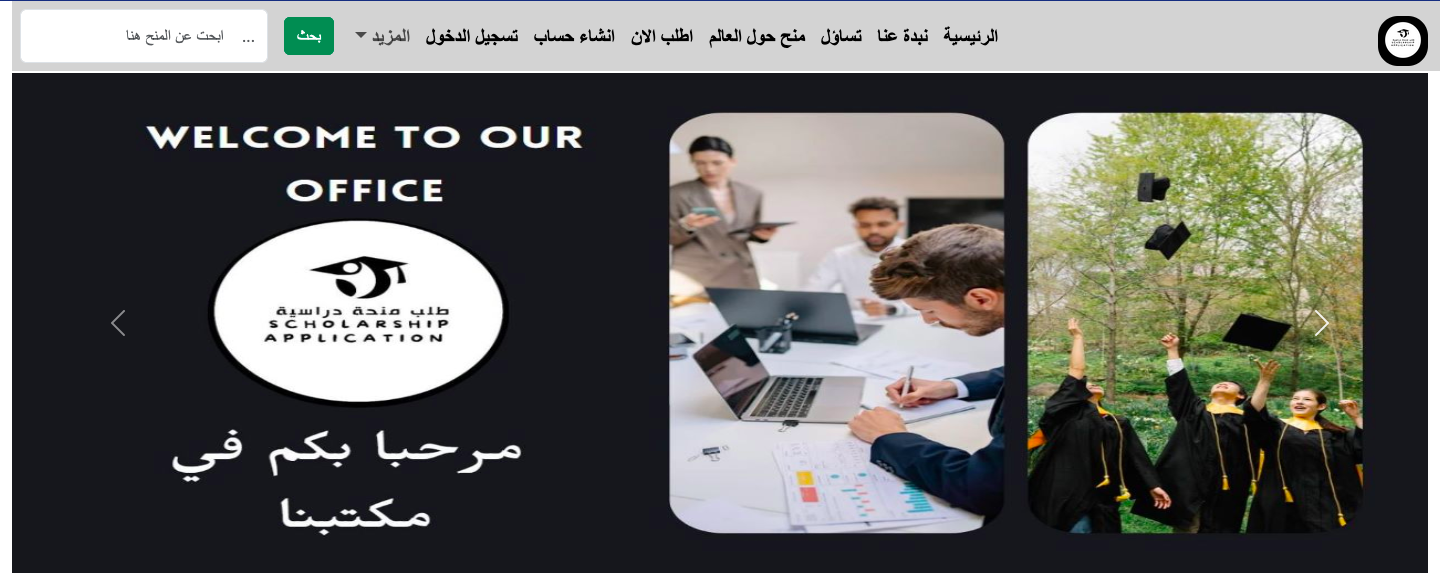 الرئيسية
نبدة عنا
تساؤل
منح حول العالم
اطلب الان
انشاء حساب
تسجيل الدخول
المزيد
بحث
ابحث عن المنح هنا ...
WELCOME TO OUR
OFFICE
طلب منحة دراسية
SCHOLARSHIP
APPLICATION
مرحبا بكم في
مكتبنا